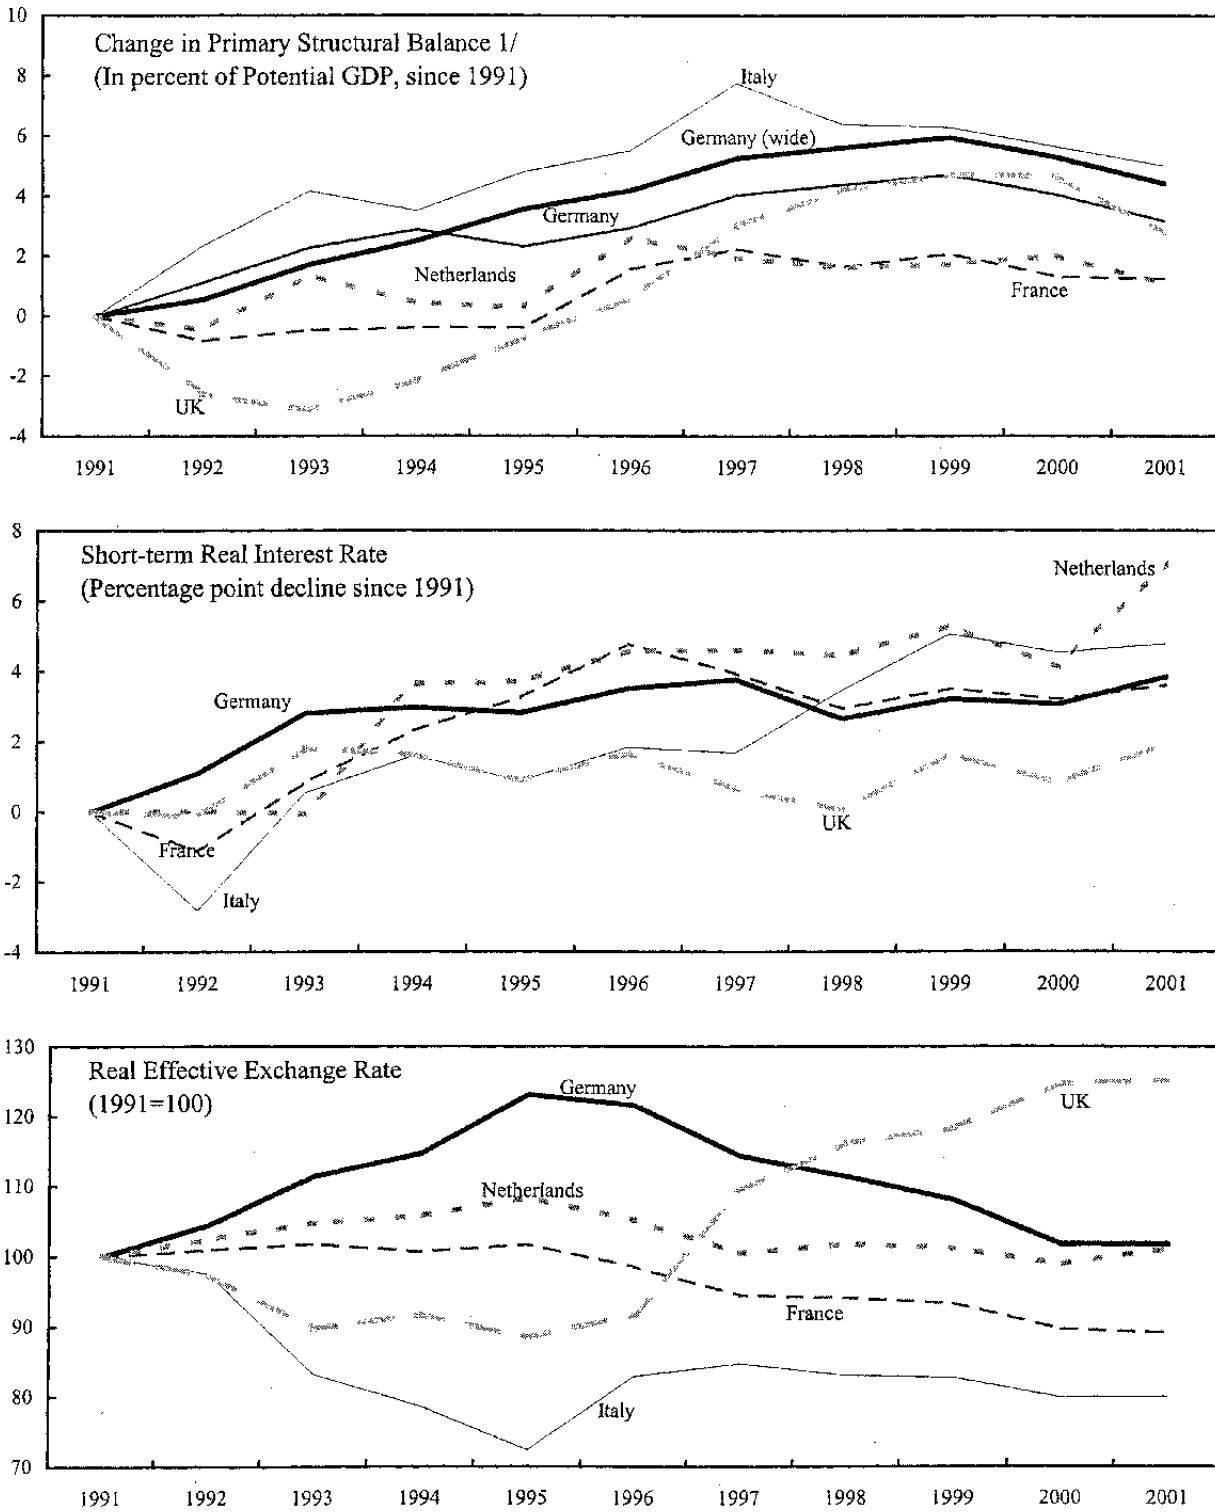 10
Change in Primary Structural Balance 1/
(In percent of Potential GDP, since 1991)
Italy
8
6
Germany (wide)
4
Germany
2
Netherlands
France
0
-2
UK
-4
1991 1992 1993 1994 1995 1996 1997 1998 1999 2000 2001
8
Short-term Real Interest Rate
(Percentage point decline since 1991)
Netherlands
6
4
Germany
2
0
UK
France
-2
Italy
-4
1991 1992 1993 1994 1995 1996 1997 1998 1999 2000 2001
130
Real Effective Exchange Rate
(1991=100)
Germany
UK
120
110
Netherlands
100
France
90
80
Italy
70
1991 1992 1993 1994 1995 1996 1997 1998 1999 2000 2001